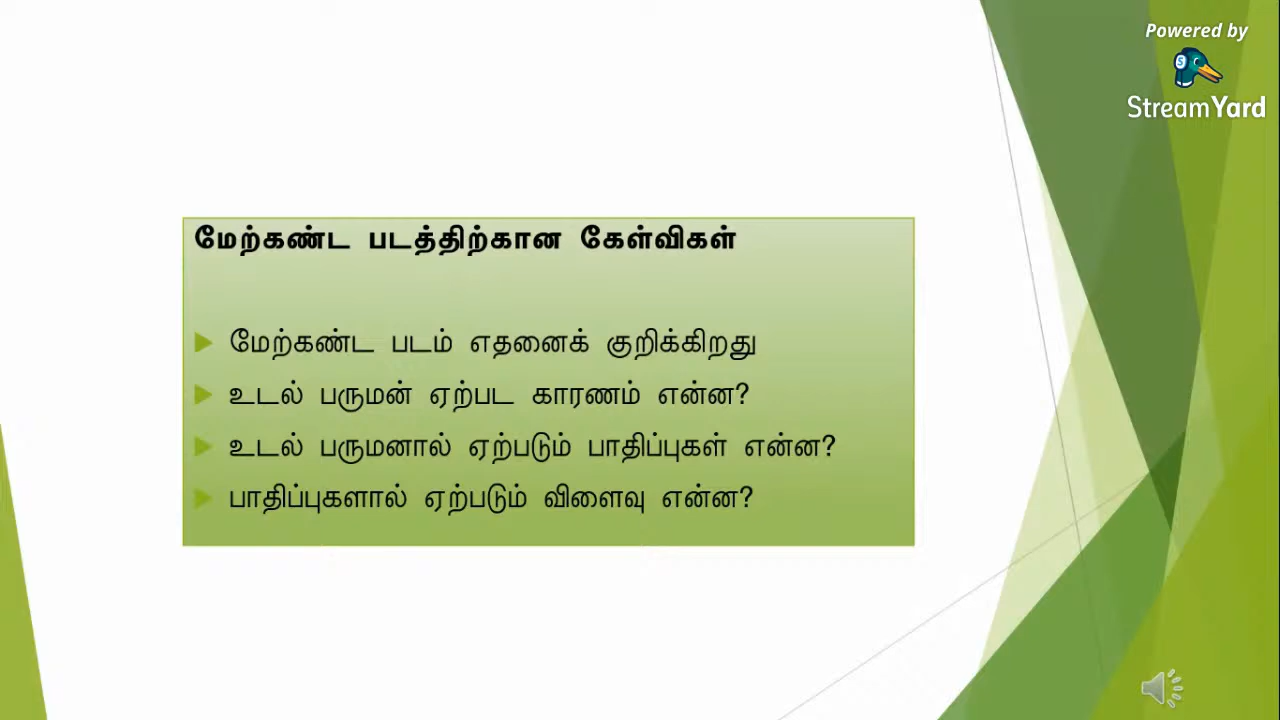 Powered by
StreamYard
மேற்கண்ட படத்திற்கான கேள்விகள்
மேற்கண்ட படம் எதனைக் குறிக்கிறது
உடல் பருமன் ஏற்பட காரணம் என்ன?
உடல் பருமனால் ஏற்படும் பாதிப்புகள் என்ன?
பாதிப்புகளால் ஏற்படும் விளைவு என்ன?